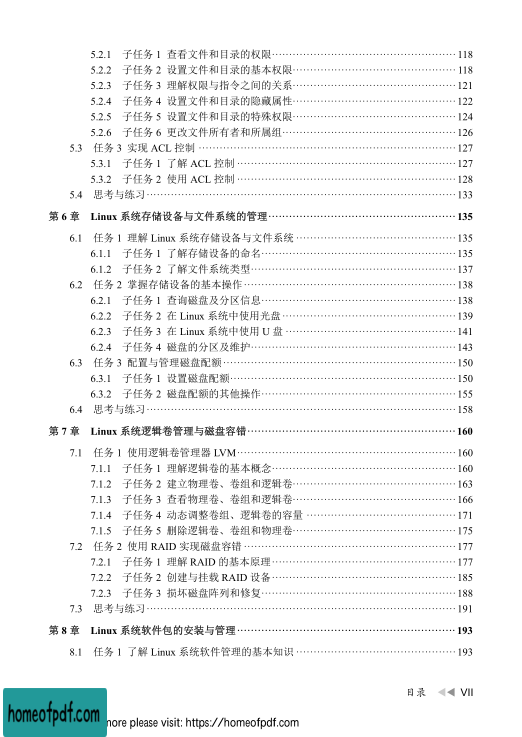 5.2.1 子任务 1 查看文件和目录的权限 118
5.2.2 子任务 2 设置文件和目录的基本权限 118
5.2.3 子任务 3 理解权限与指令之间的关系 121
5.2.4 子任务 4 设置文件和目录的隐藏属性 122
5.2.5 子任务 5 设置文件和目录的特殊权限 124
5.2.6 子任务 6 更改文件所有者和所属组 126
5.3 任务 3 实现 ACL 控制 127
5.3.1 子任务 1 了解 ACL 控制 127
5.3.2 子任务 2 使用 ACL 控制 128
5.4 思考与练习 133
第 6 章 Linux 系统存储设备与文件系统的管理 135
6.1 任务 1 理解 Linux 系统存储设备与文件系统 135
6.1.1 子任务 1 了解存储设备的命名 135
6.1.2 子任务 2 了解文件系统类型 137
6.2 任务 2 掌握存储设备的基本操作 138
6.2.1 子任务 1 查询磁盘及分区信息 138
6.2.2 子任务 2 在 Linux 系统中使用光盘 139
6.2.3 子任务 3 在 Linux 系统中使用 U 盘 141
6.2.4 子任务 4 磁盘的分区及维护 143
6.3 任务 3 配置与管理磁盘配额 150
6.3.1 子任务 1 设置磁盘配额 150
6.3.2 子任务 2 磁盘配额的其他操作 155
6.4 思考与练习 158
第 7 章 Linux 系统逻辑卷管理与磁盘容错 160
7.1 任务 1 使用逻辑卷管理器 LVM 160
7.1.1 子任务 1 理解逻辑卷的基本概念 160
7.1.2 子任务 2 建立物理卷、卷组和逻辑卷 163
7.1.3 子任务 3 查看物理卷、卷组和逻辑卷 166
7.1.4 子任务 4 动态调整卷组、逻辑卷的容量 171
7.1.5 子任务 5 删除逻辑卷、卷组和物理卷 175
7.2 任务 2 使用 RAID 实现磁盘容错 177
7.2.1 子任务 1 理解 RAID 的基本原理 177
7.2.2 子任务 2 创建与挂载 RAID 设备 185
7.2.3 子任务 3 损坏磁盘阵列和修复 188
7.3 思考与练习 191
第 8 章 Linux 系统软件包的安装与管理 193
8.1 任务 1 了解 Linux 系统软件管理的基本知识 193
目录 VII
homeofpdf.com
more please visit: https://homeofpdf.com